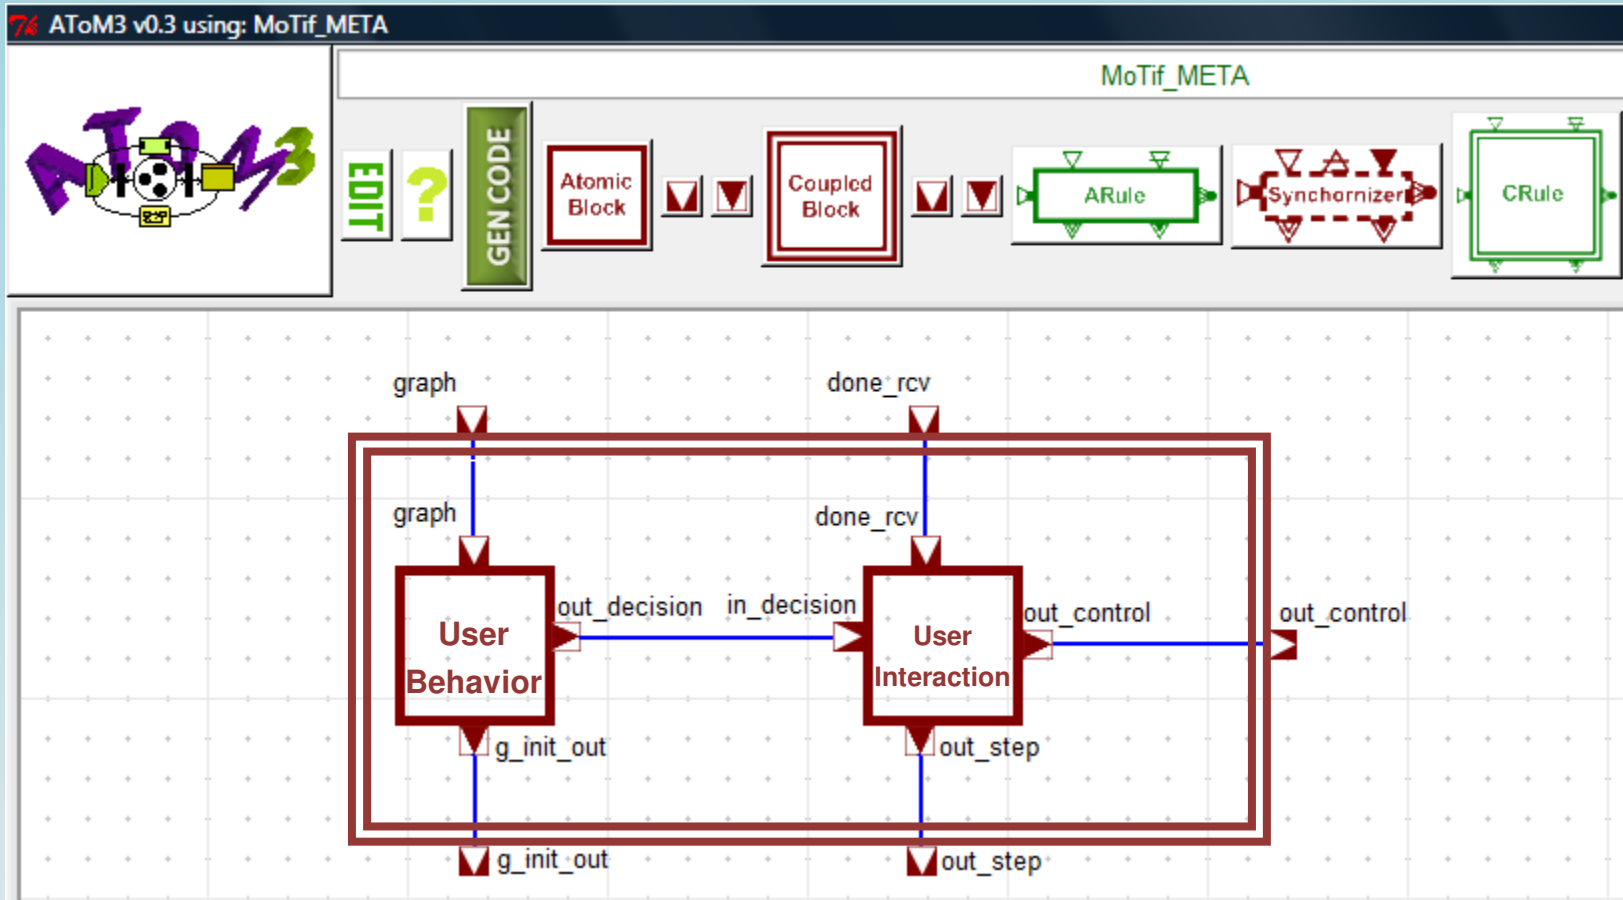 AToM3 v0.3 using: MoTif_META
MoTif_META
ATOM3
EDIT
?
GEN CODE
Atomic
Block
Coupled
Block
ARule
Synchornizer
CRule
graph
done_rcv
graph
done_rcv
out_decision
in_decision
out_control
out_control
User
Behavior
User
Interaction
g_init_out
out_step
g_init_out
out_step